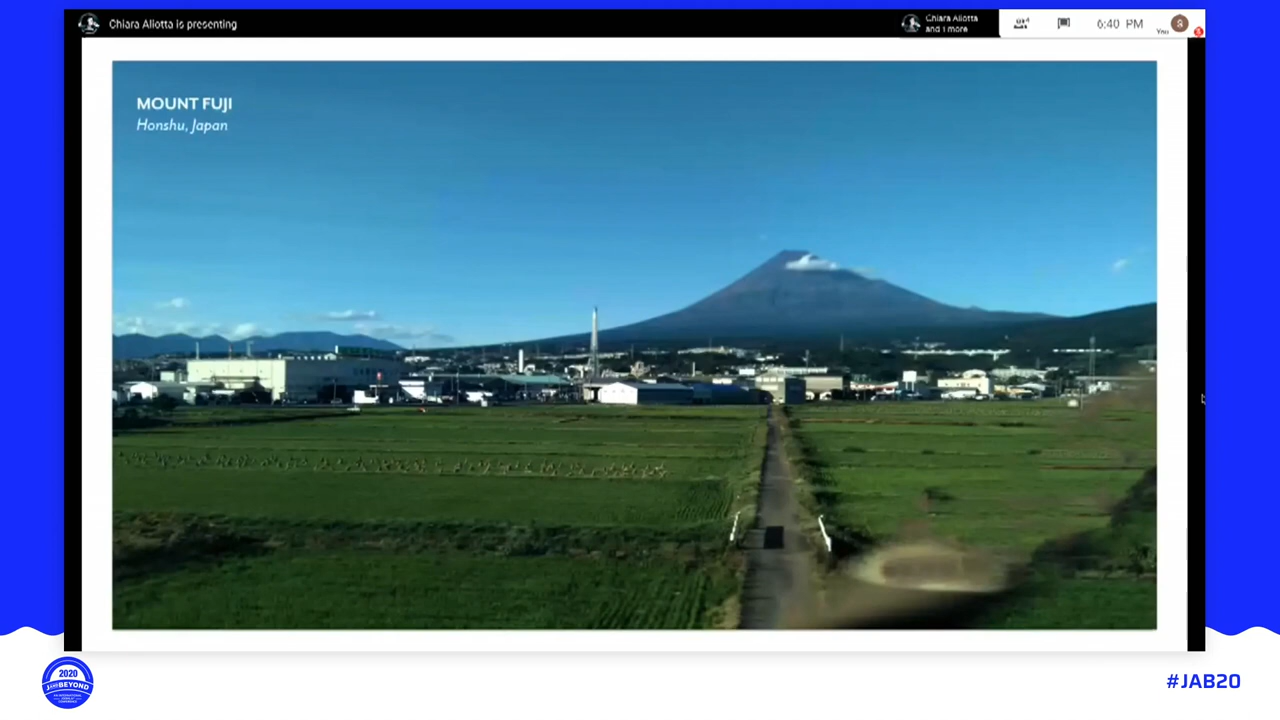 Chiara Aliotta is presenting
Chiara Aliotta
and 1 more
6:40 PM
You
S
MOUNT FUJI
Honshu, Japan
2020
JANDBEYOND
#JAB20